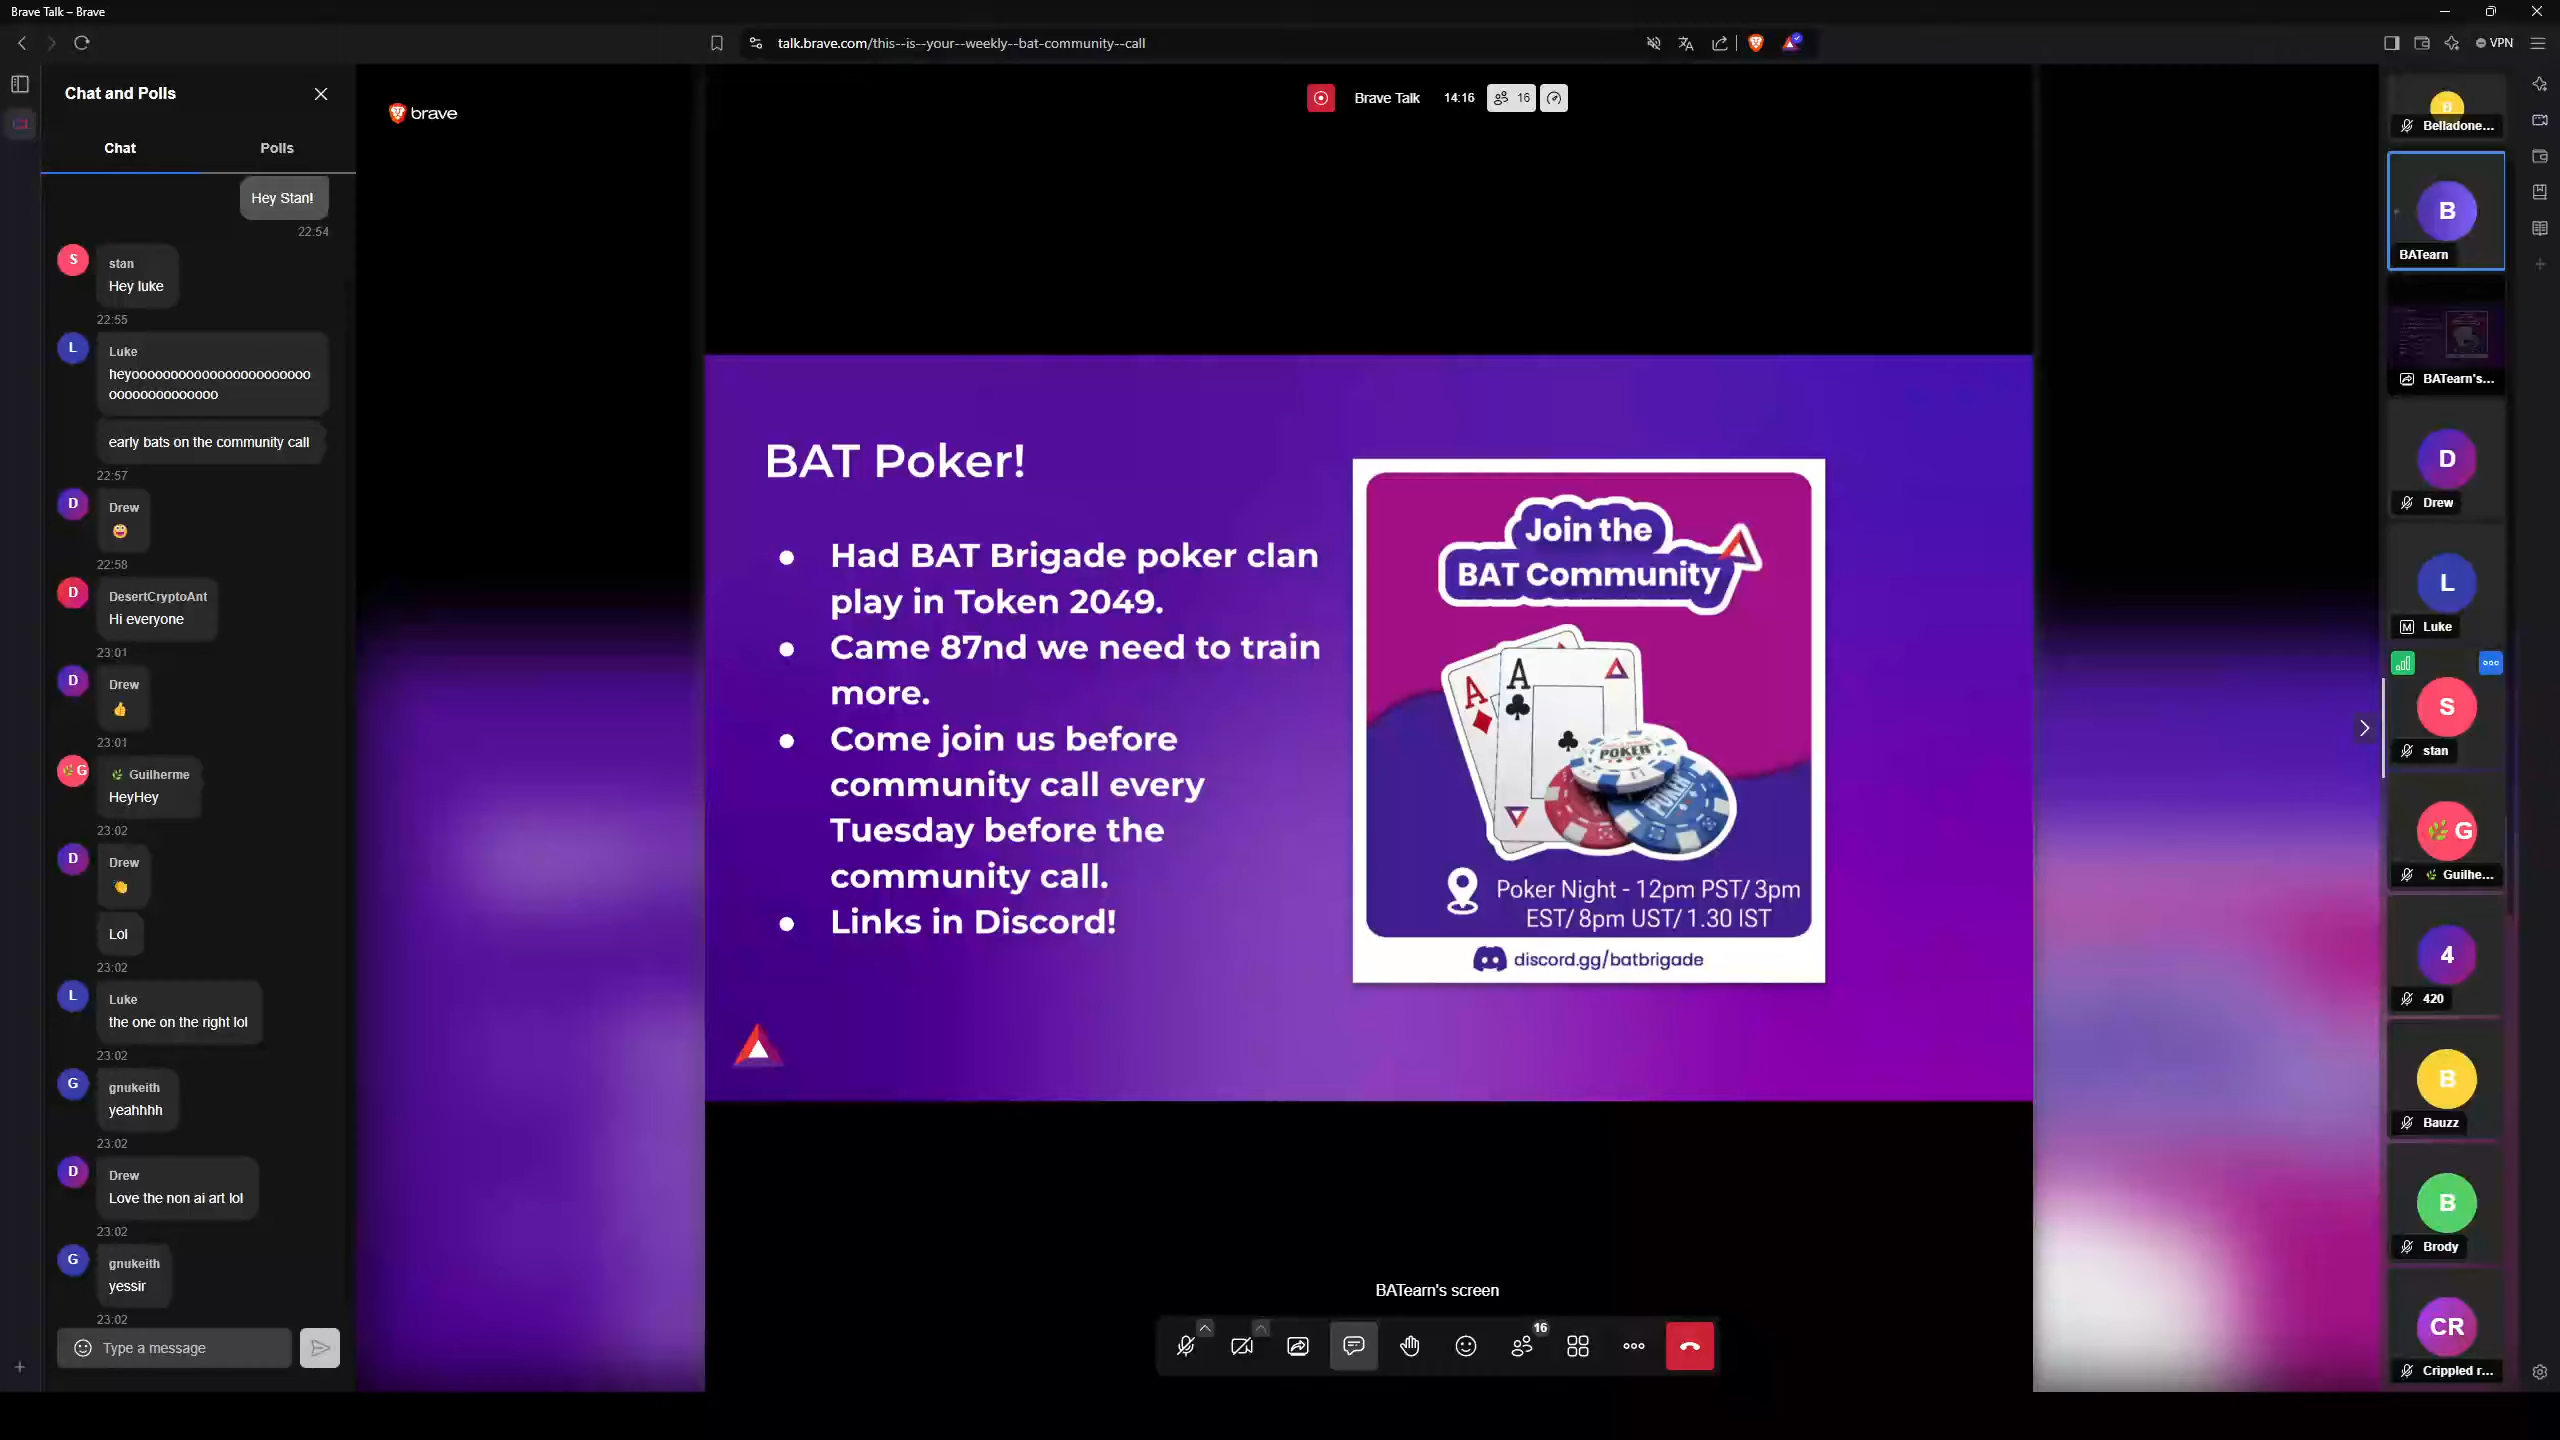 Brave Talk – Brave
talk.brave.com/this--is--your--weekly--bat-community--call
VPN
Chat and Polls
Chat
Polls
Hey Stan!
22:54
S
stan
Hey luke
22:55
L
Luke
heyooooooooooooooooooooooo
oooooooooooooo
early bats on the community call
22:57
D
Drew
22:58
D
DesertCryptoAnt
Hi everyone
23:01
D
Drew
23:01
G
Guilherme
HeyHey
23:02
D
Drew
Lol
23:02
L
Luke
the one on the right lol
23:02
G
gnukeith
yeahhhh
23:02
D
Drew
Love the non ai art lol
23:02
G
gnukeith
yessir
23:02
Type a message
brave
Brave Talk
14:16
16
BAT Poker!
● Had BAT Brigade poker clan
play in Token 2049.
● Came 87nd we need to train
more.
● Come join us before
community call every
Tuesday before the
community call.
● Links in Discord!
Join the
BAT Community
A
A
POKER
POKER
Poker Night - 12pm PST/ 3pm
EST/ 8pm UST/ 1.30 IST
discord.gg/batbrigade
BATearn's screen
16
B
Belladone...
B
BATearn
BATearn's...
D
Drew
L
M Luke
S
stan
G
Guilhe...
4
420
B
Bauzz
B
Brody
CR
Crippled r...